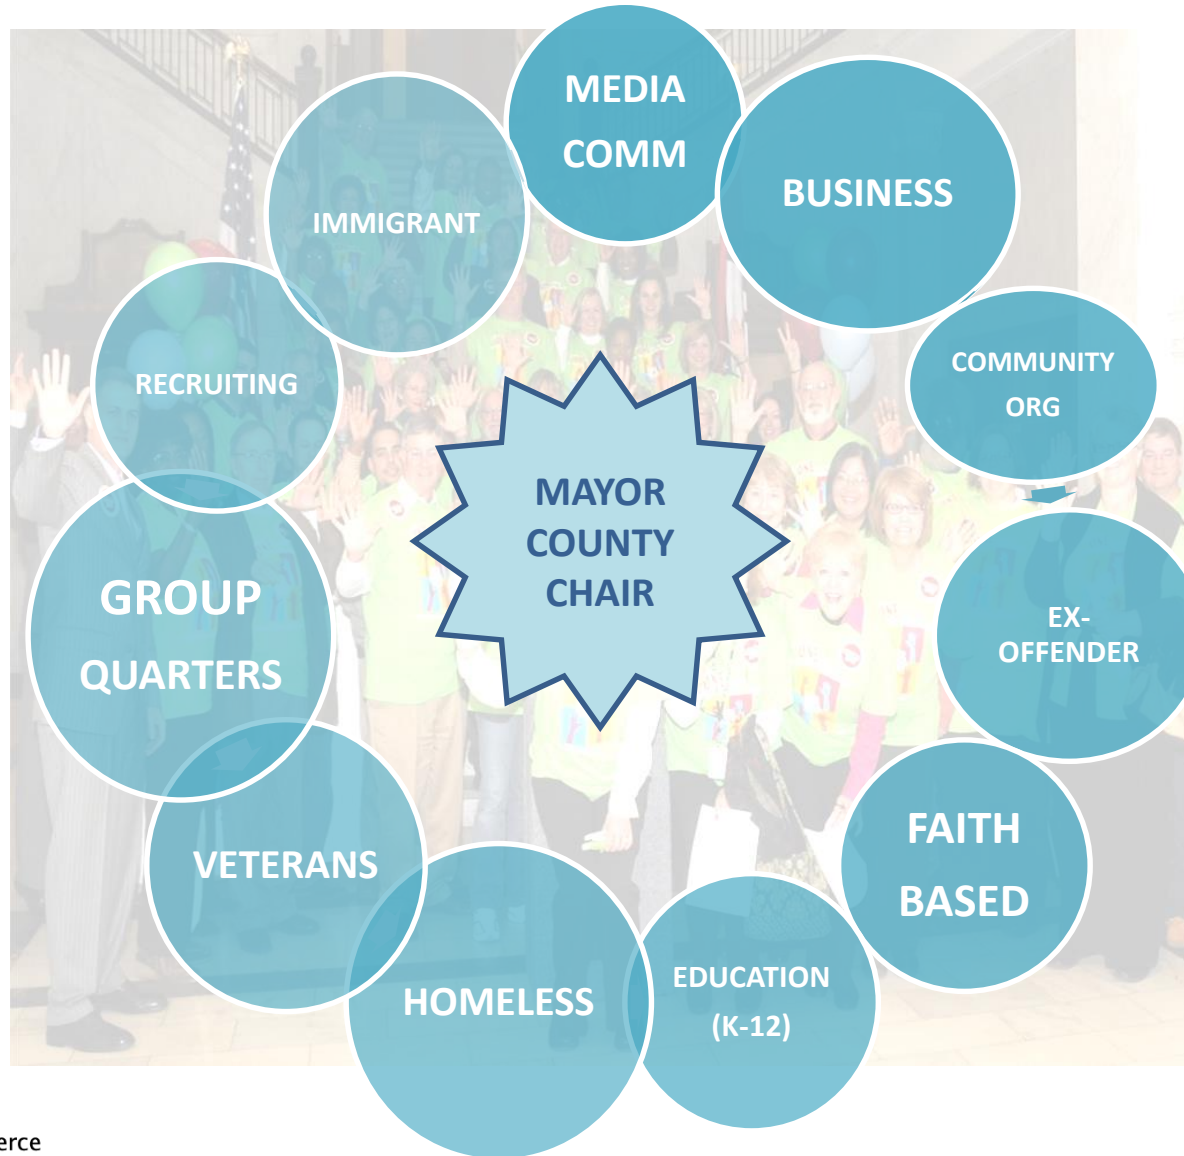 MEDIA
COMM
BUSINESS
IMMIGRANT
COMMUNITY
ORG
RECRUITING
MAYOR
COUNTY
CHAIR
GROUP
QUARTERS
EX-
OFFENDER
FAITH
BASED
VETERANS
HOMELESS
EDUCATION
(K-12)
erce